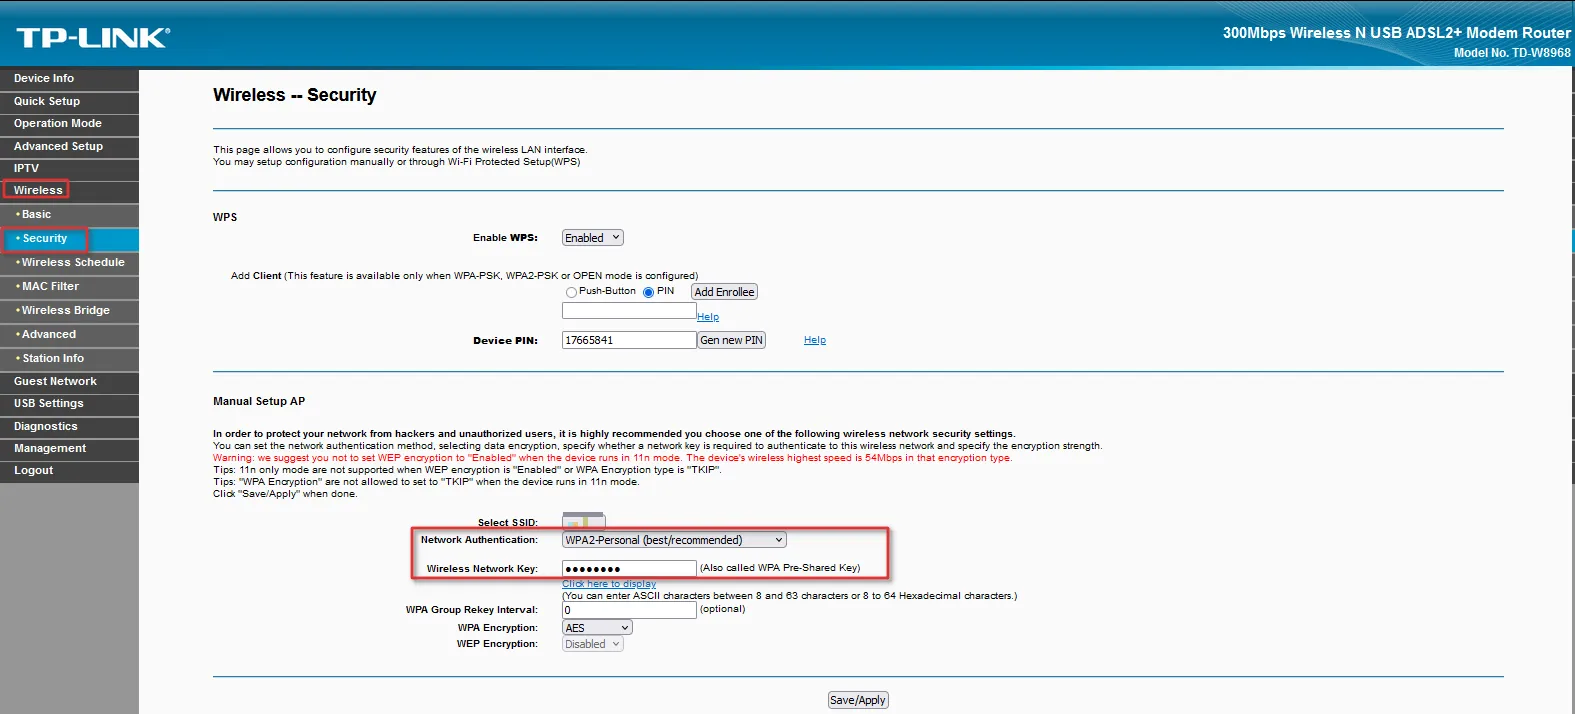 TP-LINK®
300Mbps Wireless N USB ADSL2+ Modem Router
Model No. TD-W8968
Device Info
Quick Setup
Operation Mode
Advanced Setup
IPTV
Wireless
•Basic
•Security
•Wireless Schedule
•MAC Filter
•Wireless Bridge
•Advanced
•Station Info
Guest Network
USB Settings
Diagnostics
Management
Logout
Wireless -- Security
This page allows you to configure security features of the wireless LAN interface.
You may setup configuration manually or through Wi-Fi Protected Setup(WPS)
WPS
Enable WPS: Enabled
Add Client (This feature is available only when WPA-PSK, WPA2-PSK or OPEN mode is configured)
Push-Button PIN Add Enrollee
Help
Device PIN: 17665841 Gen new PIN Help
Manual Setup AP
In order to protect your network from hackers and unauthorized users, it is highly recommended you choose one of the following wireless network security settings.
You can set the network authentication method, selecting data encryption, specify whether a network key is required to authenticate to this wireless network and specify the encryption strength.
Warning: we suggest you not to set WEP encryption to "Enabled" when the device runs in 11n mode. The device's wireless highest speed is 54Mbps in that encryption type.
Tips: 11n only mode are not supported when WEP encryption is "Enabled" or WPA Encryption type is "TKIP".
Tips: "WPA Encryption" are not allowed to set to "TKIP" when the device runs in 11n mode.
Click "Save/Apply" when done.
Select SSID:
Network Authentication: WPA2-Personal (best/recommended)
Wireless Network Key: ●●●●●●●● (Also called WPA Pre-Shared Key)
Click here to display
(You can enter ASCII characters between 8 and 63 characters or 8 to 64 Hexadecimal characters.)
WPA Group Rekey Interval: 0 (optional)
WPA Encryption: AES
WEP Encryption: Disabled
Save/Apply